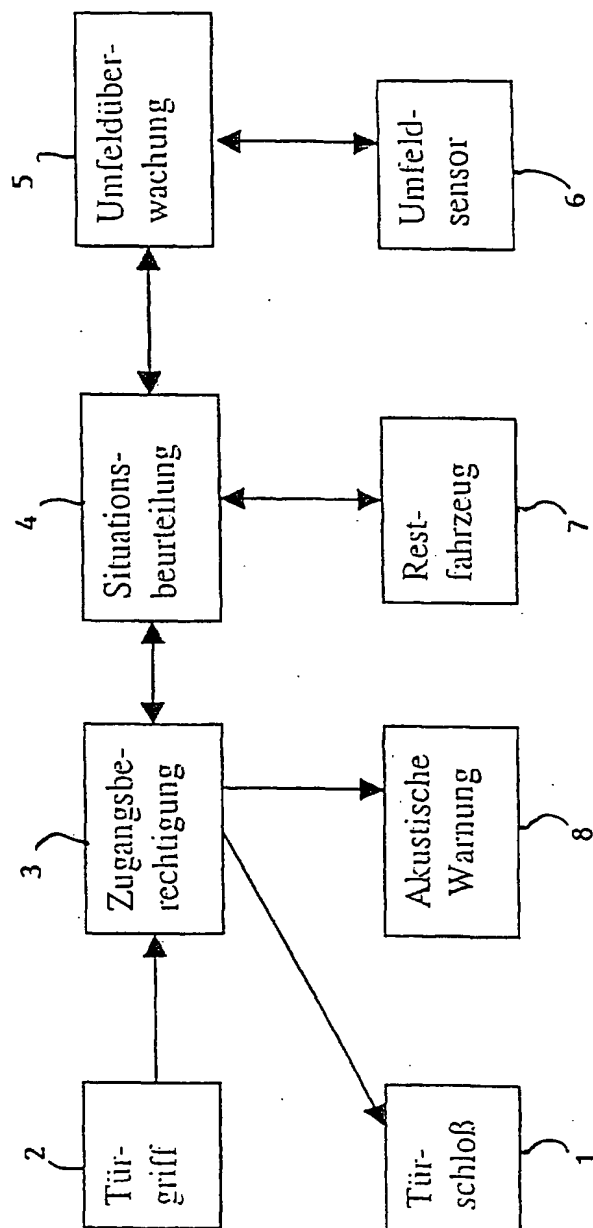 2
Tür-
griff
3
Zugangsbe-
rechtigung
4
Situations-
beurteilung
5
Umfeldüber-
wachung
Tür-
schloß
1
Akustische
Warnung
8
Rest-
fahrzeug
7
Umfeld-
sensor
6